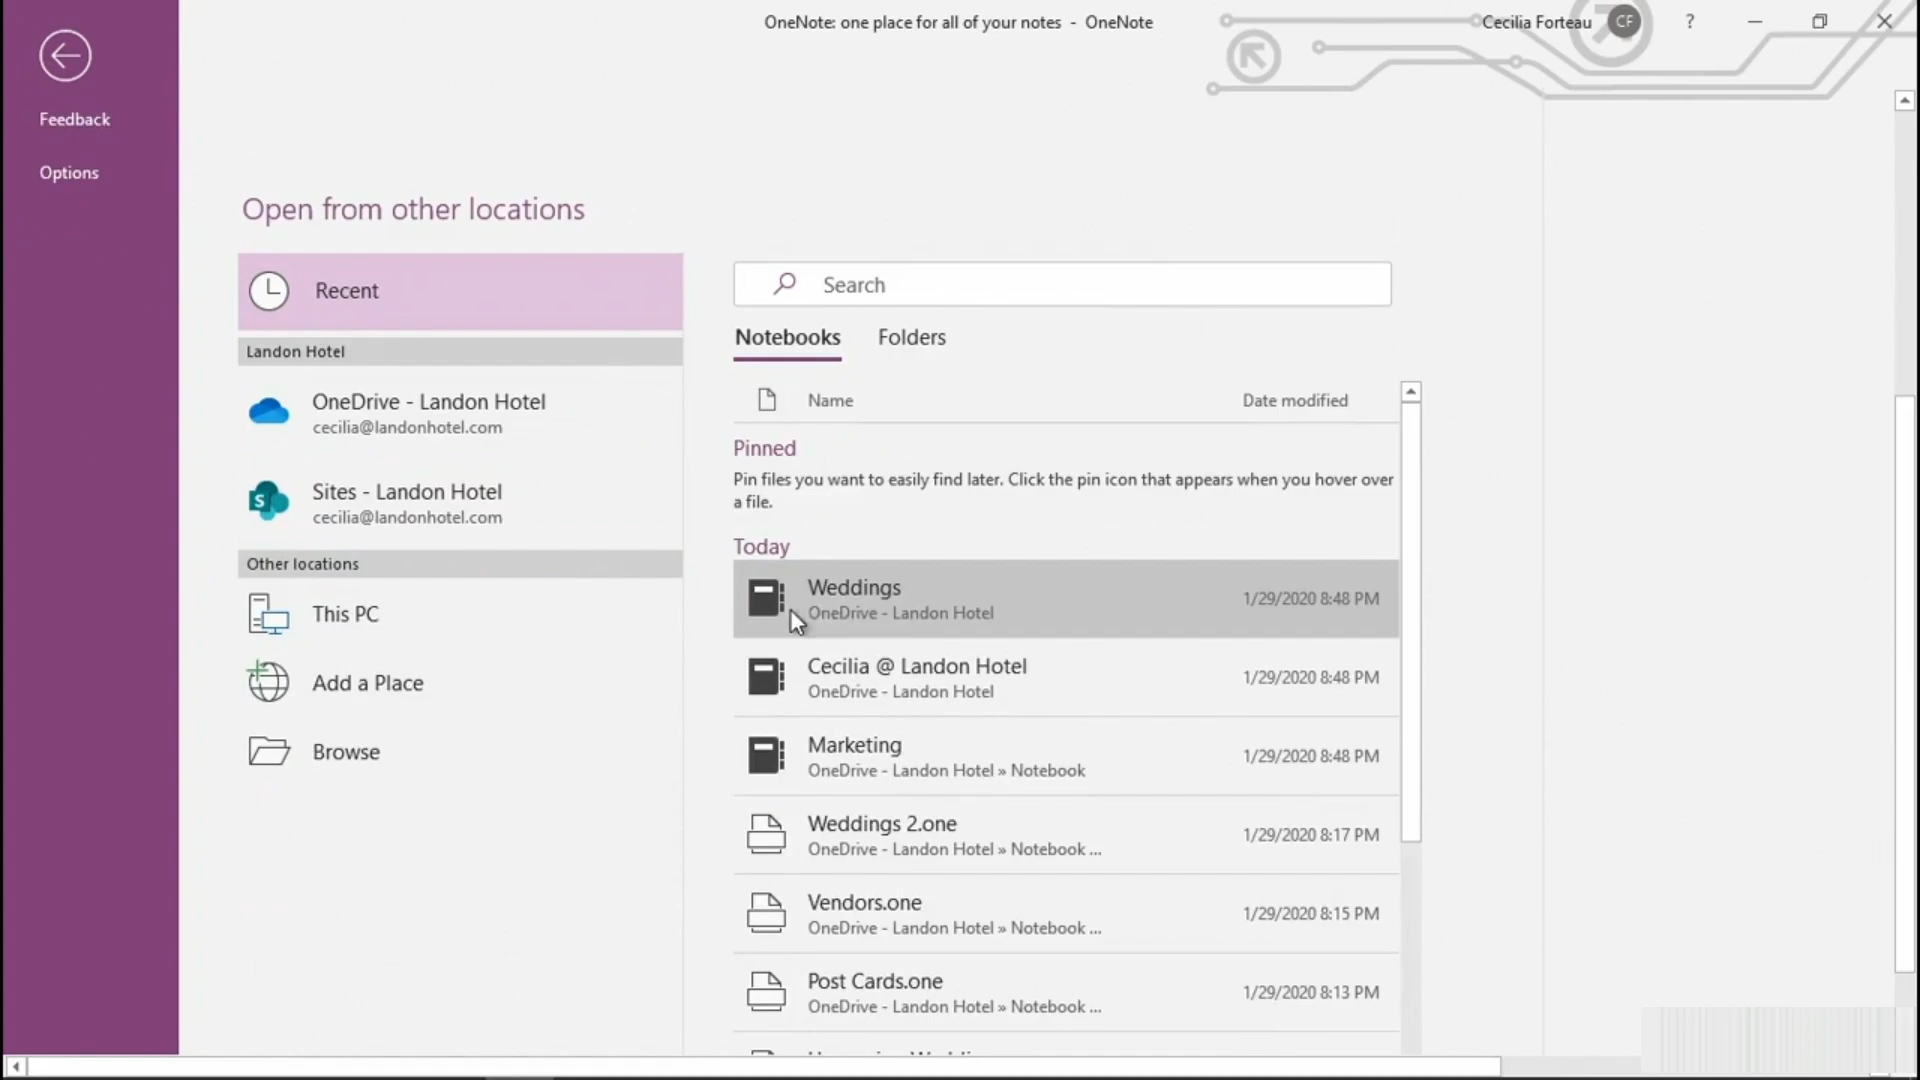 OneNote: one place for all of your notes - OneNote
Cecilia Forteau
CF
?
Feedback
Options
Open from other locations
Recent
Landon Hotel
OneDrive - Landon Hotel
cecilia@landonhotel.com
Sites - Landon Hotel
cecilia@landonhotel.com
Other locations
This PC
Add a Place
Browse
Search
Notebooks Folders
Name Date modified
Pinned
Pin files you want to easily find later. Click the pin icon that appears when you hover over
a file.
Today
Weddings
OneDrive - Landon Hotel
1/29/2020 8:48 PM
Cecilia @ Landon Hotel
OneDrive - Landon Hotel
1/29/2020 8:48 PM
Marketing
OneDrive - Landon Hotel » Notebook
1/29/2020 8:48 PM
Weddings 2.one
OneDrive - Landon Hotel » Notebook ...
1/29/2020 8:17 PM
Vendors.one
OneDrive - Landon Hotel » Notebook ...
1/29/2020 8:15 PM
Post Cards.one
OneDrive - Landon Hotel » Notebook ...
1/29/2020 8:13 PM